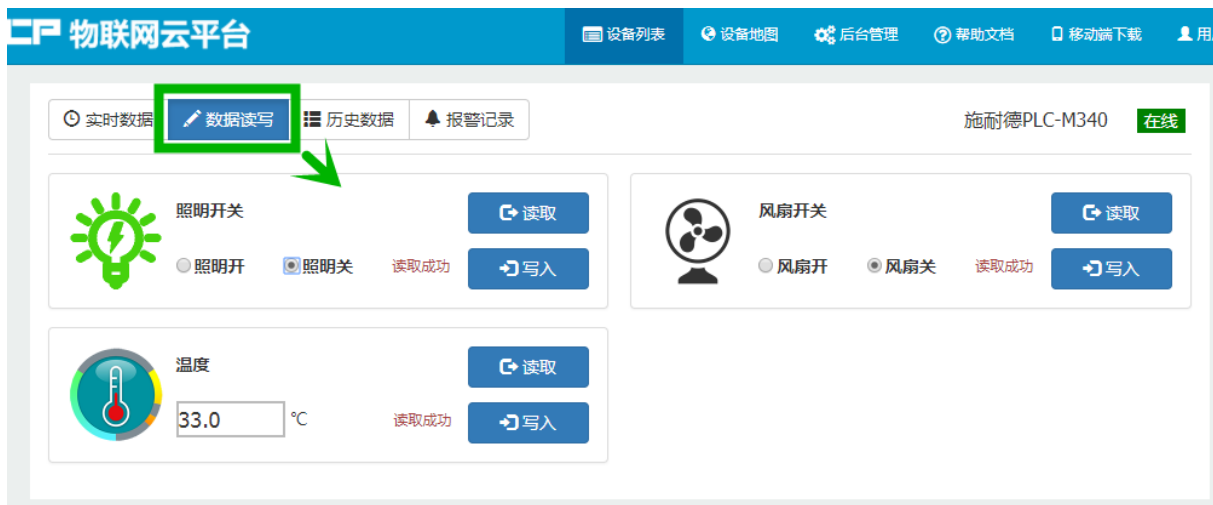 物联网云平台 设备列表 设备地图 后台管理 帮助文档 移动端下载
实时数据 数据读写 历史数据 报警记录 施耐德PLC-M340 在线
照明开关 读取
照明开 照明关 读取成功 写入
风扇开关 读取
风扇开 风扇关 读取成功 写入
温度 读取
33.0 ℃ 读取成功 写入